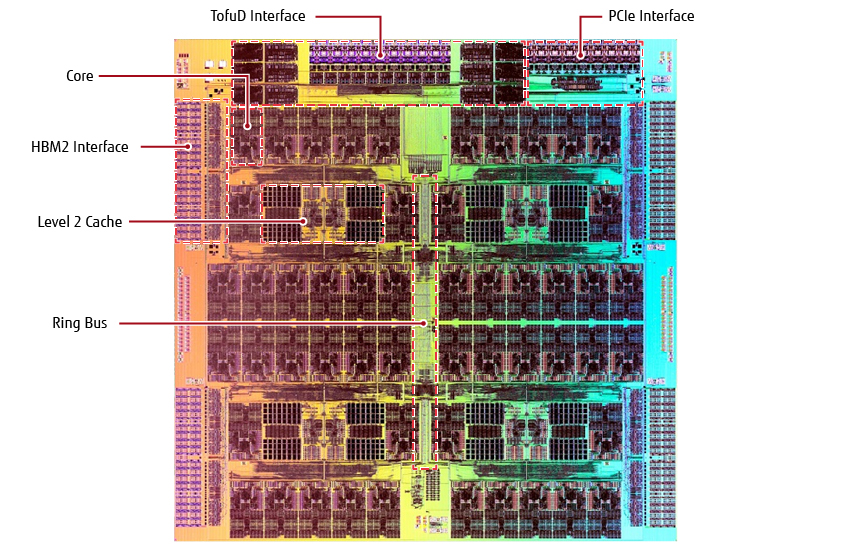 TofuD Interface
PCIe Interface
Core
HBM2 Interface
Level 2 Cache
Ring Bus